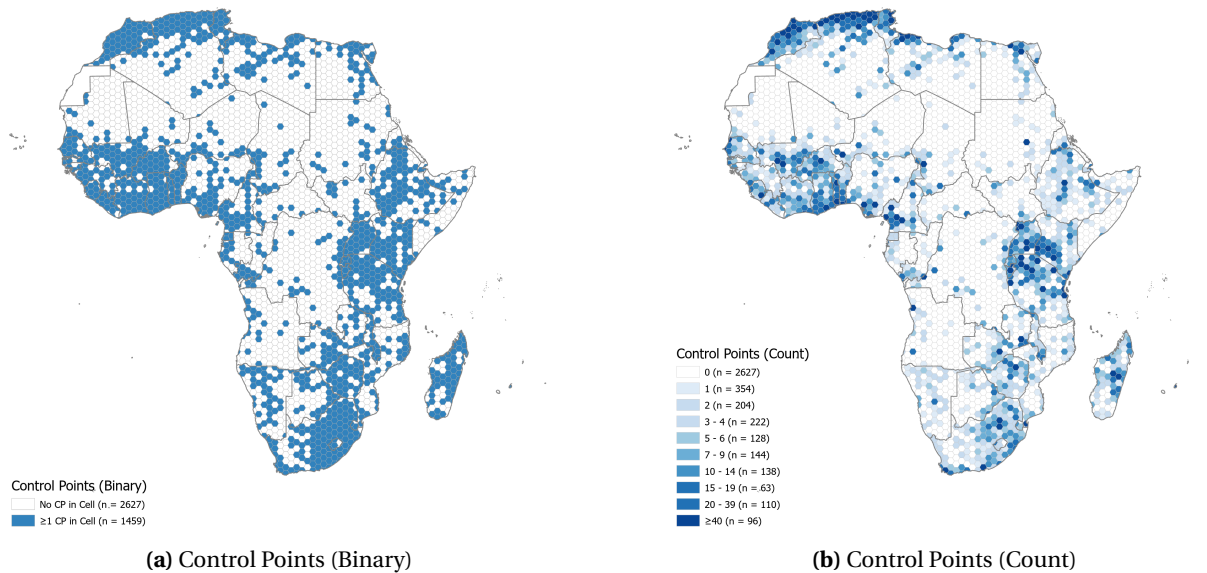 Control Points (Binary)
No CP in Cell (n = 2627)
≥1 CP in Cell (n = 1459)
(a) Control Points (Binary)
Control Points (Count)
0 (n = 2627)
1 (n = 354)
2 (n = 204)
3 - 4 (n = 222)
5 - 6 (n = 128)
7 - 9 (n = 144)
10 - 14 (n = 138)
15 - 19 (n = 63)
20 - 39 (n = 110)
≥40 (n = 96)
(b) Control Points (Count)